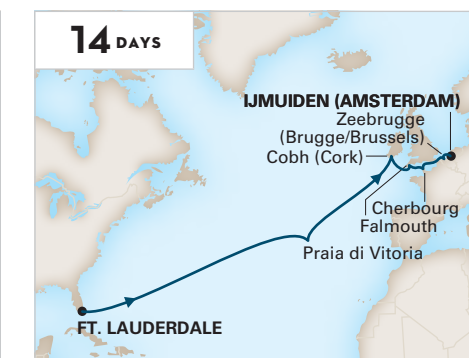 14 DAYS
IJMUIDEN (AMSTERDAM)
Zeebrugge
(Brugge/Brussels)
Cobh (Cork)
Cherbourg
Falmouth
Praia di Vitoria
FT. LAUDERDALE